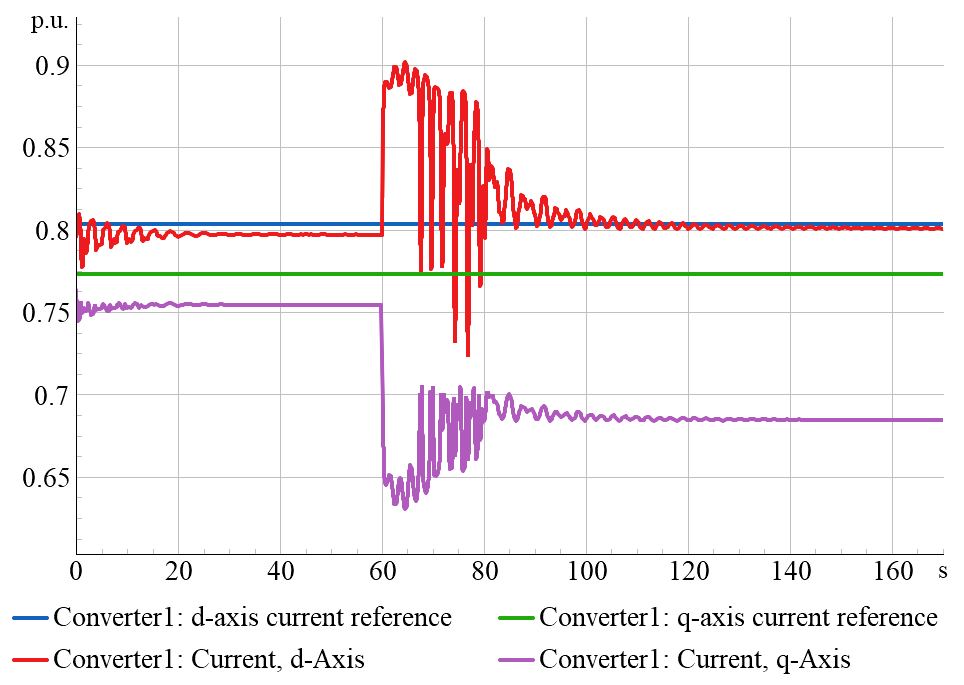 p.u.
0.9
0.85
0.8
0.75
0.7
0.65
0 20 40 60 80 100 120 140 160 s
Converter1: d-axis current reference Converter1: q-axis current reference
Converter1: Current, d-Axis Converter1: Current, q-Axis